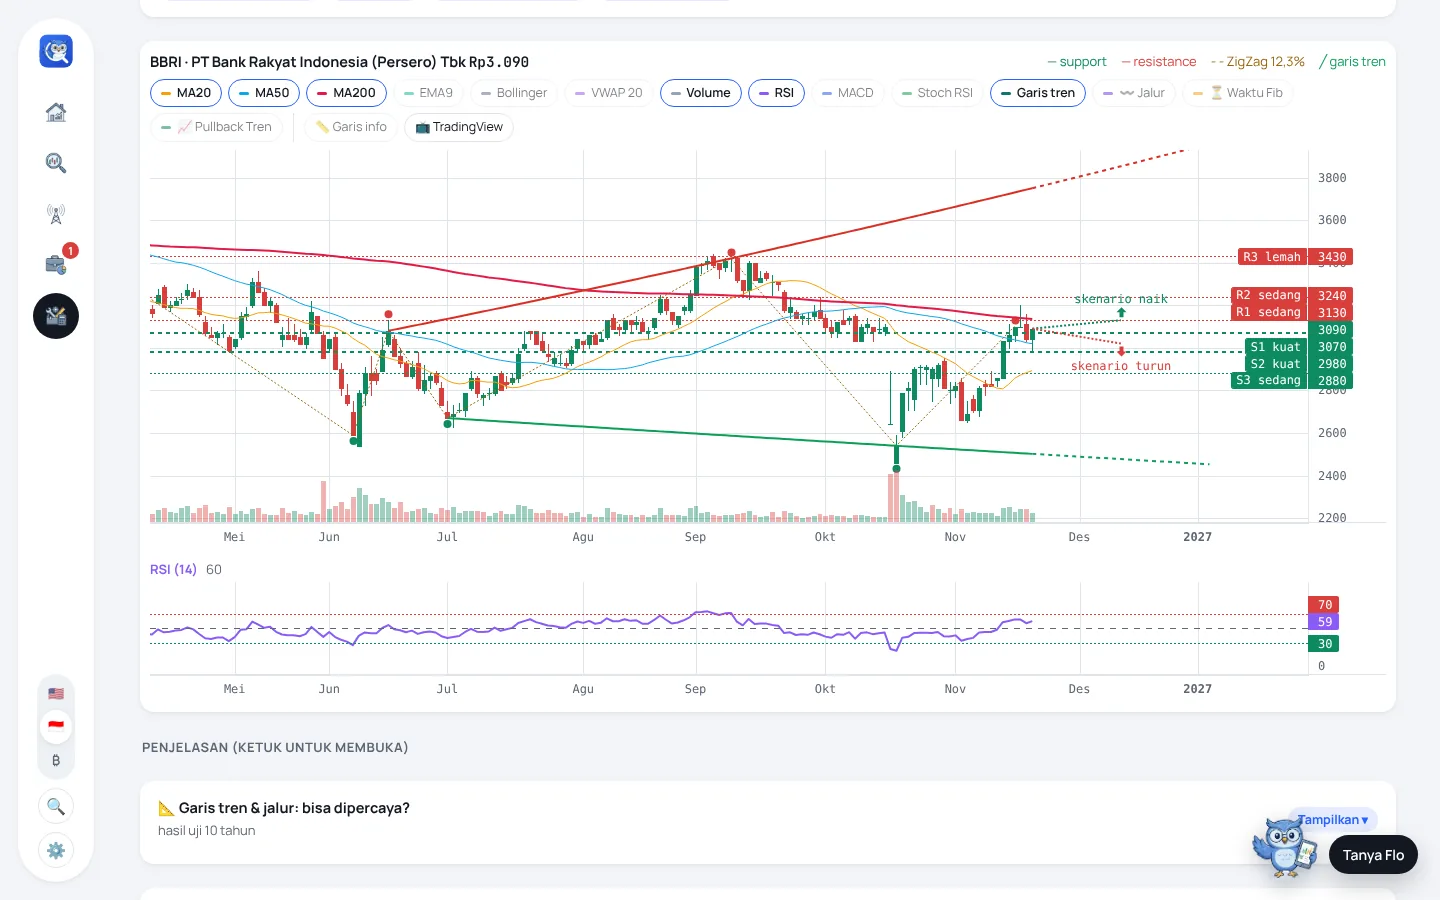 BBRI · PT Bank Rakyat Indonesia (Persero) Tbk Rp3.090
support resistance ZigZag 12,3% garis tren
MA20 MA50 MA200 EMA9 Bollinger VWAP 20 Volume RSI MACD Stoch RSI Garis tren Jalur Waktu Fib
Pullback Tren Garis info TradingView
3800
3600
R3 lemah 3430
R2 sedang 3240
skenario naik
R1 sedang 3130
3090
S1 kuat 3070
S2 kuat 2980
skenario turun
S3 sedang 2880
2800
2600
2400
2200
Mei Jun Jul Agu Sep Okt Nov Des 2027
RSI (14) 60
70
59
30
0
Mei Jun Jul Agu Sep Okt Nov Des 2027
PENJELASAN (KETUK UNTUK MEMBUKA)
Garis tren & jalur: bisa dipercaya?
hasil uji 10 tahun
Tampilkan ▾
Tanya Flo
1
₿